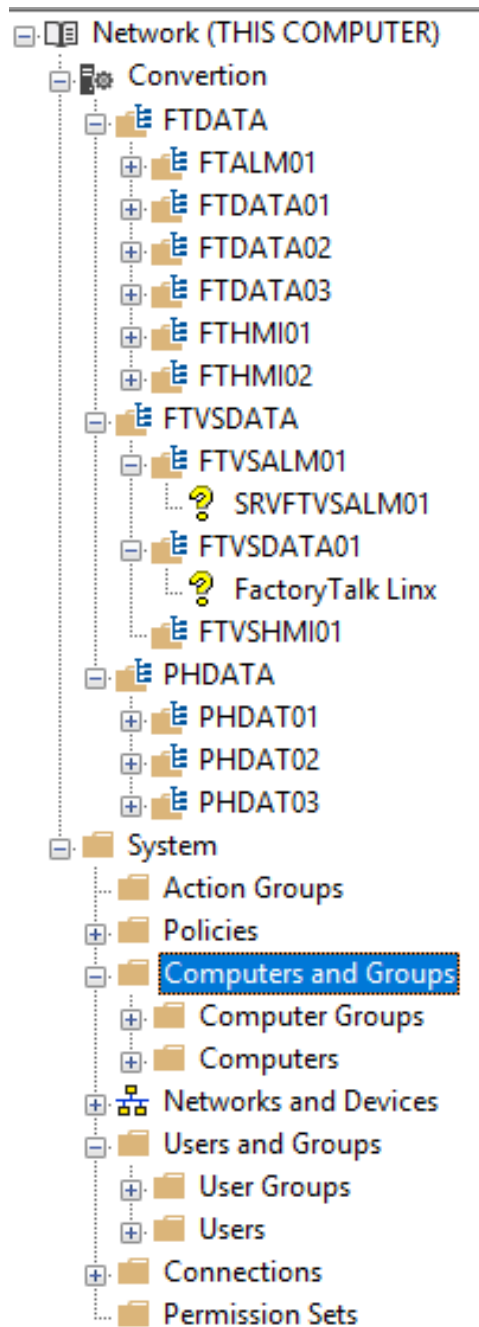 Network (THIS COMPUTER)
Convertion
FTDATA
FTALM01
FTDATA01
FTDATA02
FTDATA03
FTHMI01
FTHMI02
FTVSDATA
FTVSALM01
SRVFTVSALM01
FTVSDATA01
FactoryTalk Linx
FTVSHMI01
PHDATA
PHDAT01
PHDAT02
PHDAT03
System
Action Groups
Policies
Computers and Groups
Computer Groups
Computers
Networks and Devices
Users and Groups
User Groups
Users
Connections
Permission Sets